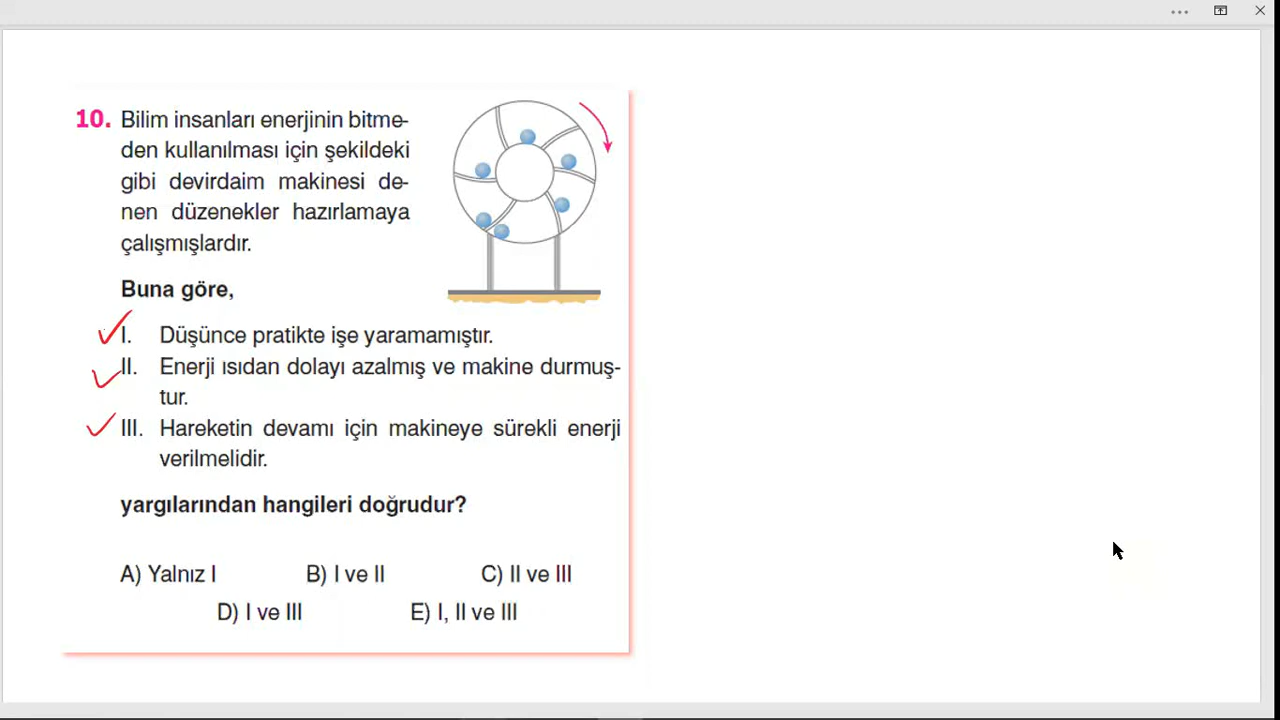 10. Bilim insanları enerjinin bitme-
den kullanılması için şekildeki
gibi devirdaim makinesi de-
nen düzenekler hazırlamaya
çalışmışlardır.
Buna göre,
I. Düşünce pratikte işe yaramamıştır.
II. Enerji ısıdan dolayı azalmış ve makine durmuş-
tur.
III. Hareketin devamı için makineye sürekli enerji
verilmelidir.
yargılarından hangileri doğrudur?
A) Yalnız I B) I ve II C) II ve III
D) I ve III E) I, II ve III